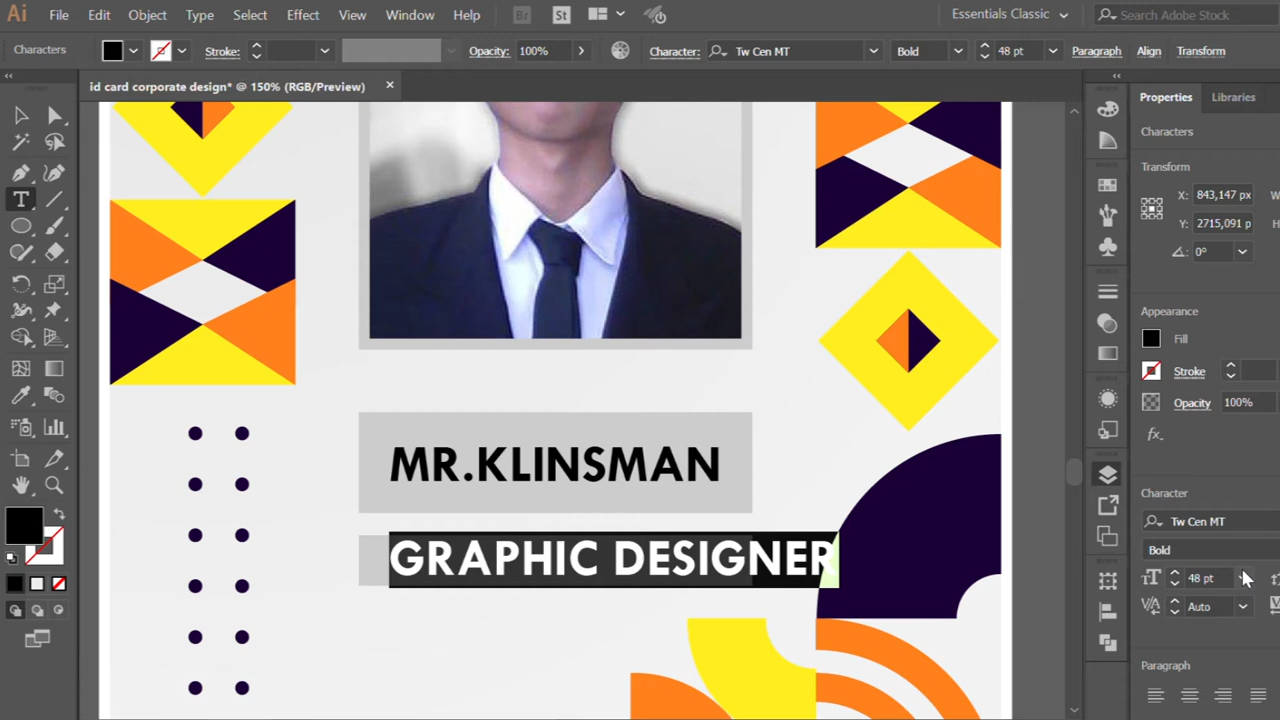 Ai File Edit Object Type Select Effect View Window Help Br St Essentials Classic Search Adobe Stock
Characters Stroke: Opacity: 100% Character: Tw Cen MT Bold 48 pt Paragraph Align Transform
id card corporate design* @ 150% (RGB/Preview)
Properties Libraries
Characters
Transform
X: 843,147 px
Y: 2715,091 p
0°
Appearance
Fill
Stroke
Opacity 100%
fx.
MR.KLINSMAN
GRAPHIC DESIGNER
Character
Tw Cen MT
Bold
48 pt
Auto
Paragraph